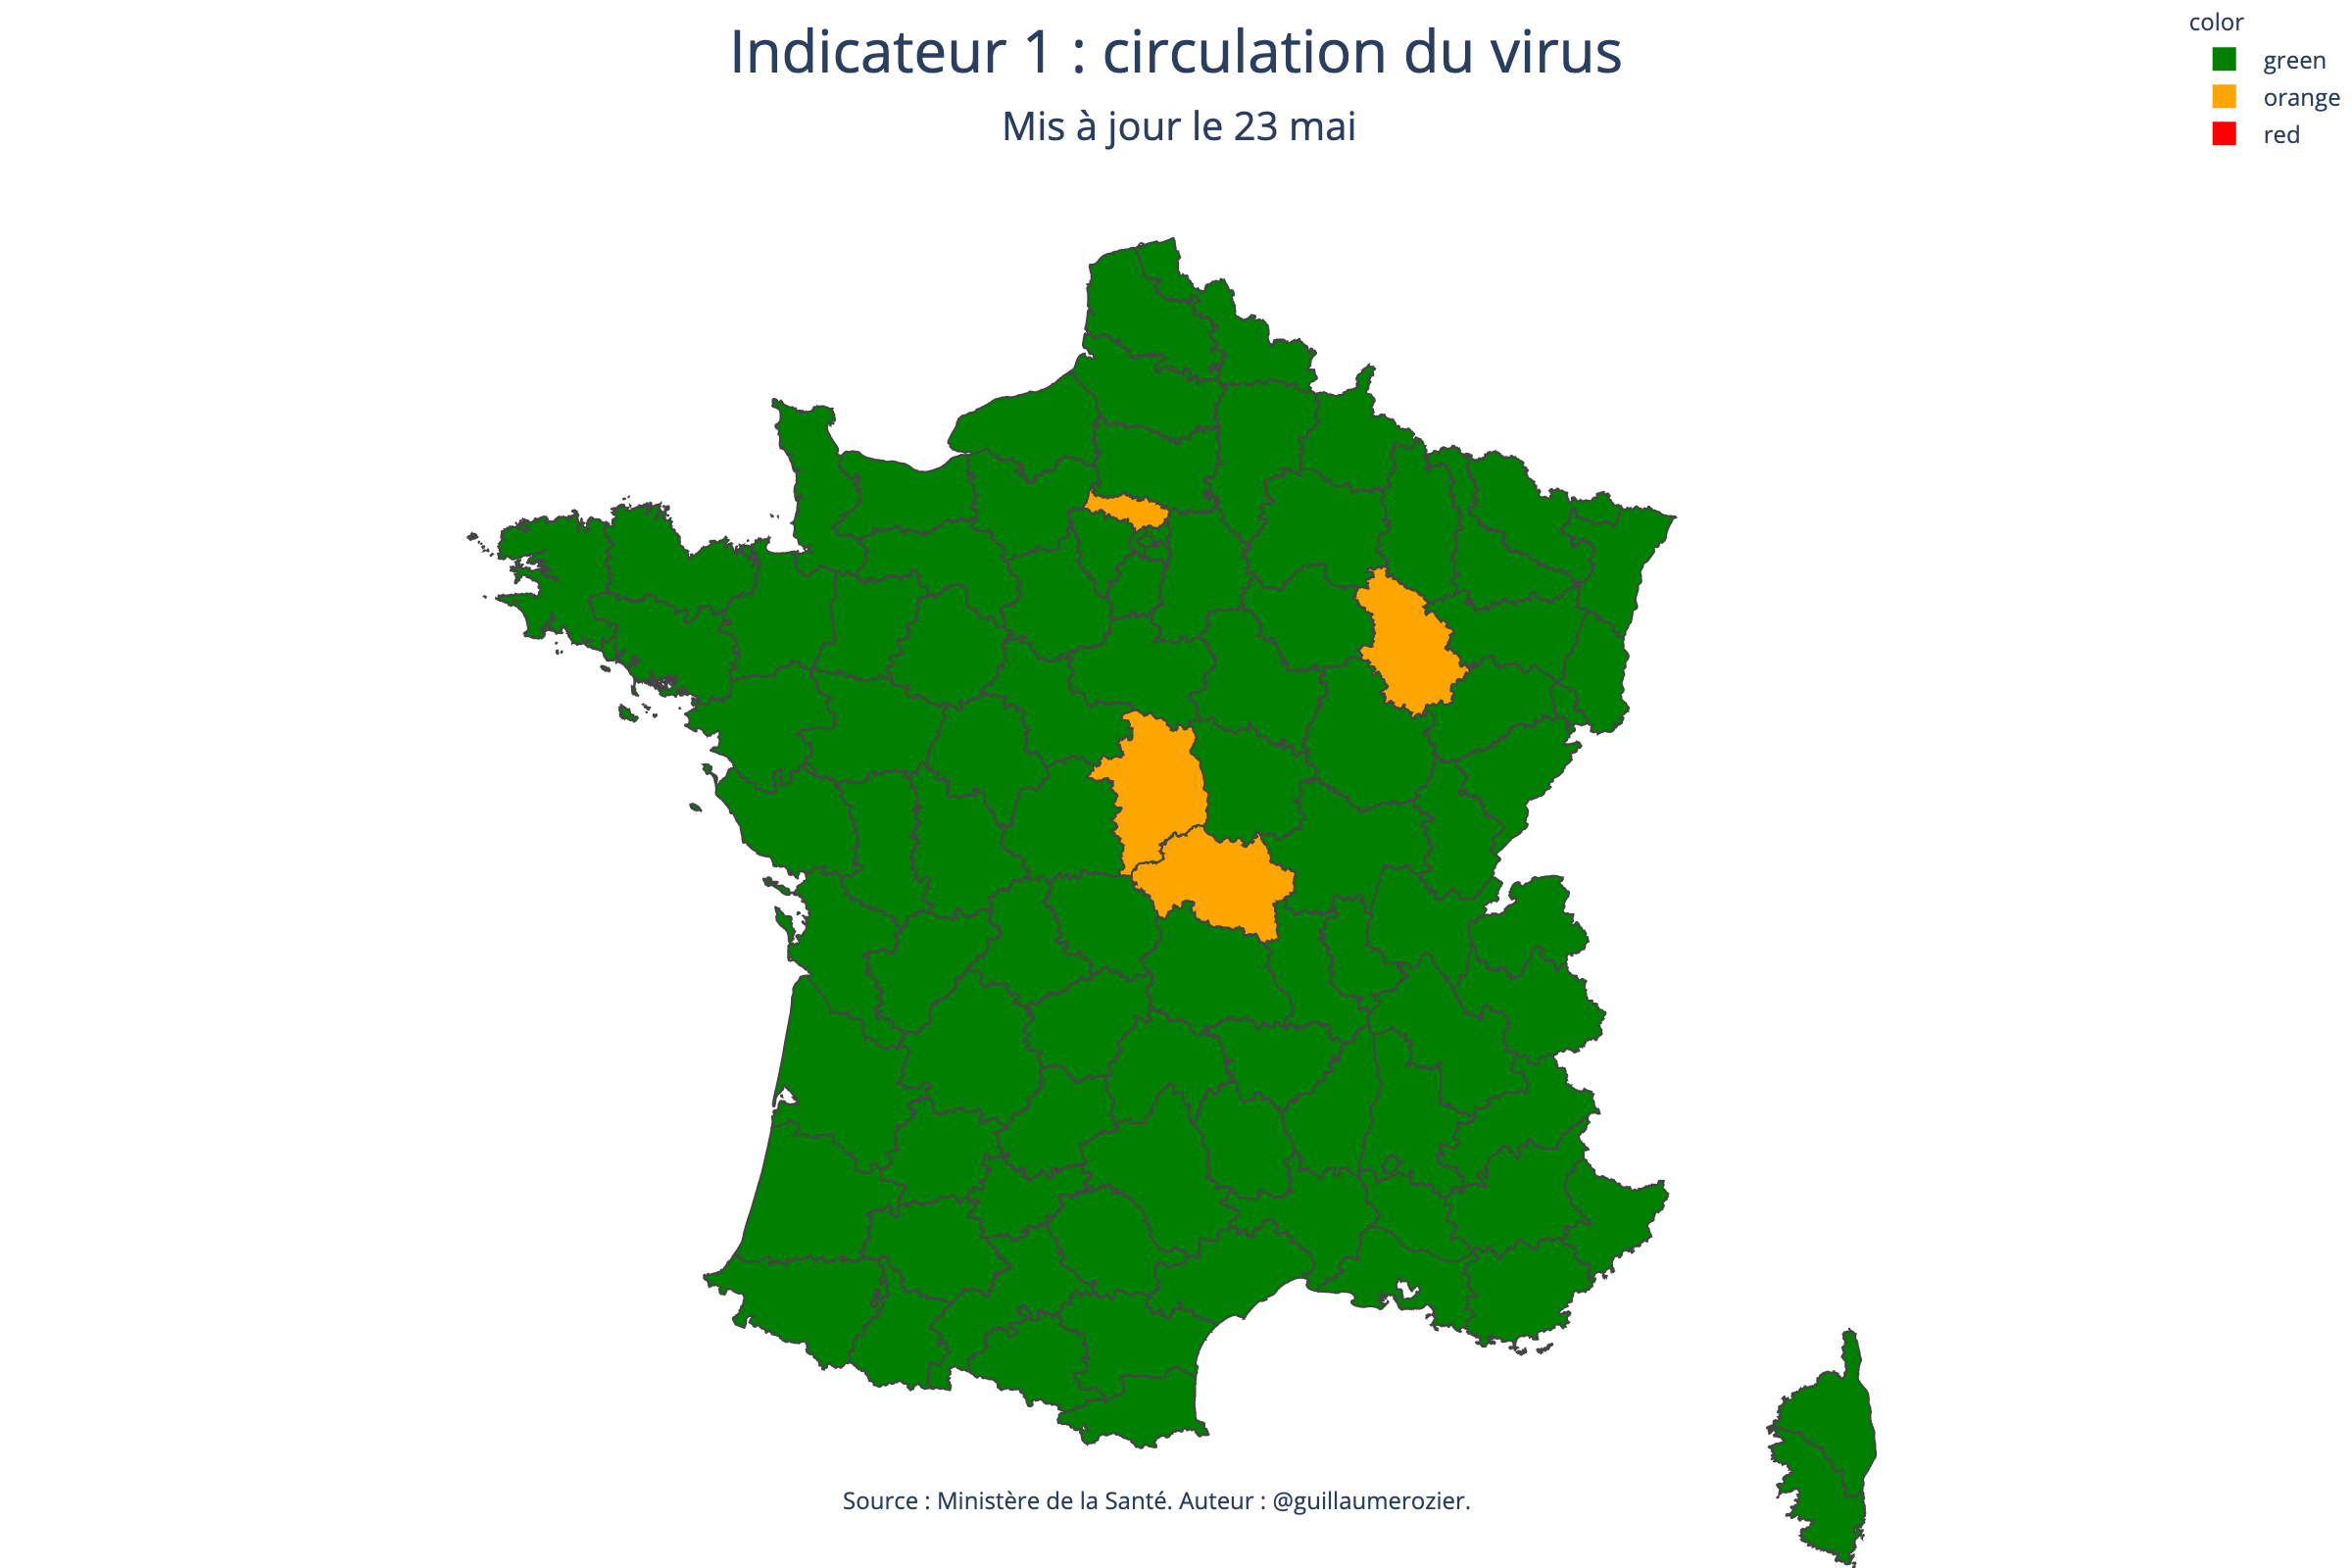 Indicateur 1 : circulation du virus
Mis à jour le 23 mai
color
green
orange
red
Source : Ministère de la Santé. Auteur : @guillaumerozier.